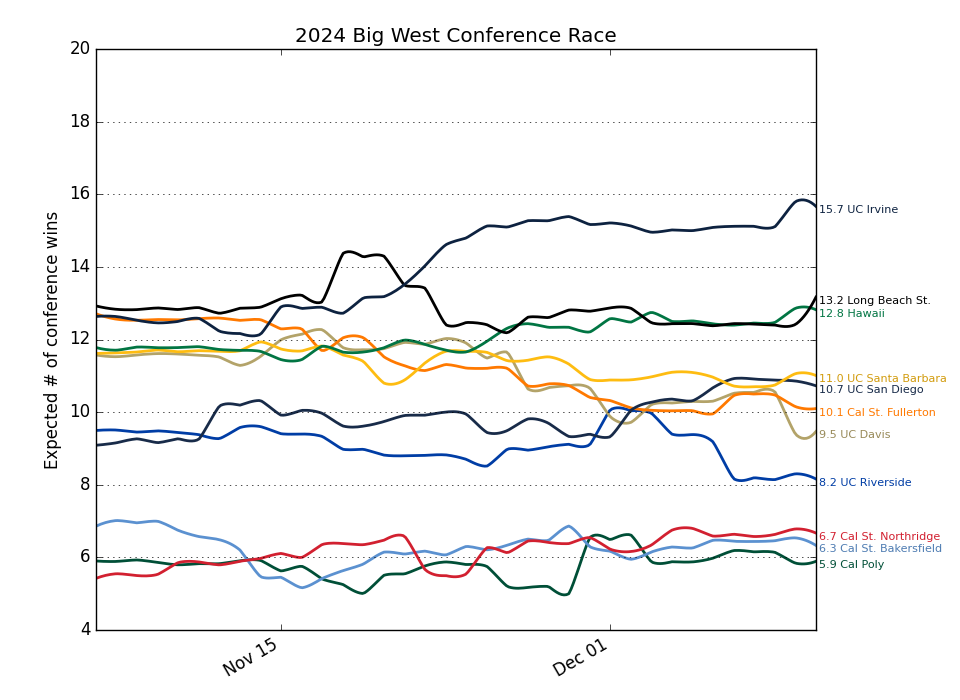 2024 Big West Conference Race
Expected # of conference wins
20
18
16
14
12
10
8
6
4
Nov 15
Dec 01
15.7 UC Irvine
13.2 Long Beach St.
12.8 Hawaii
11.0 UC Santa Barbara
10.7 UC San Diego
10.1 Cal St. Fullerton
9.5 UC Davis
8.2 UC Riverside
6.7 Cal St. Northridge
6.3 Cal St. Bakersfield
5.9 Cal Poly